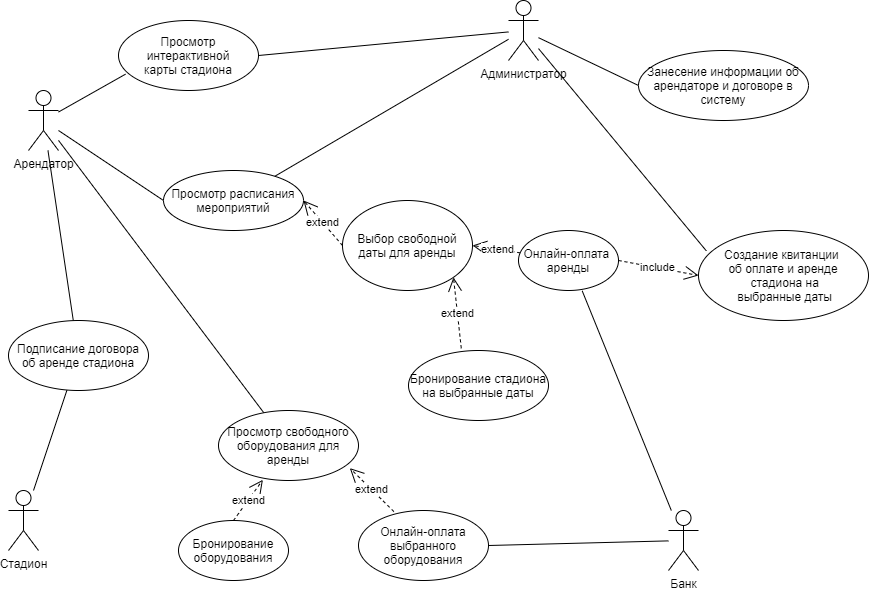 Просмотр
интерактивной
карты стадиона
Администратор
Занесение информации об
арендаторе и договоре в
систему
Арендатор
Просмотр расписания
мероприятий
extend
Выбор свободной
даты для аренды
extend
Онлайн-оплата
аренды
include
Создание квитанции
об оплате и аренде
стадиона на
выбранные даты
extend
Подписание договора
об аренде стадиона
Бронирование стадиона
на выбранные даты
Просмотр свободного
оборудования для
аренды
extend
extend
Бронирование
оборудования
Онлайн-оплата
выбранного
оборудования
Стадион
Банк